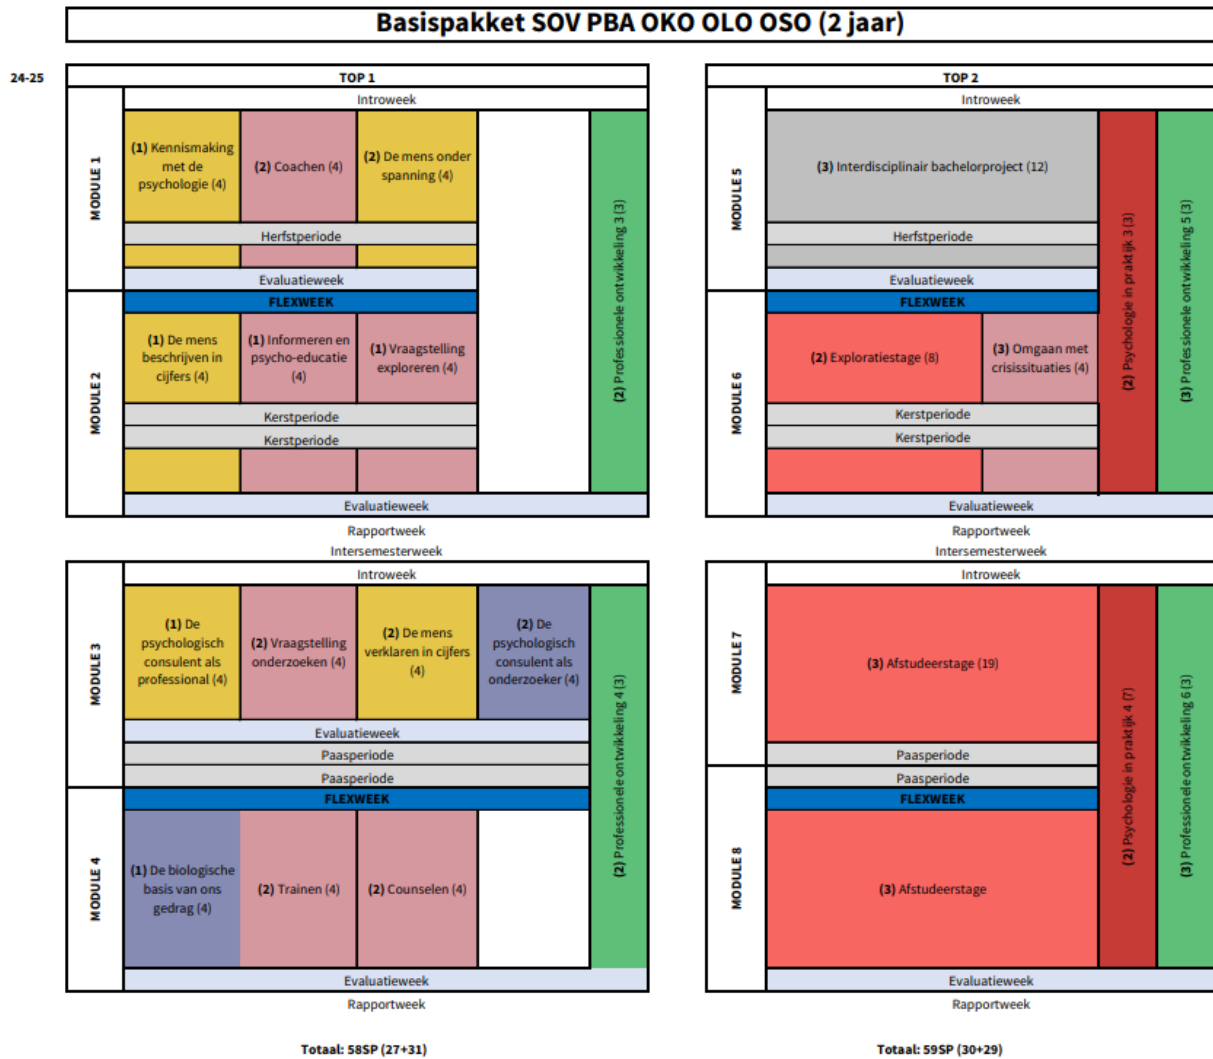 Basispakket SOV PBA OKO OLO OSO (2 jaar)
24-25
TOP 1
Introweek
MODULE 1
(1) Kennismaking
met de
psychologie (4)
(2) Coachen (4)
(2) De mens onder
spanning (4)
Herfstperiode
Evaluatieweek
MODULE 2
FLEXWEEK
(1) De mens
beschrijven in
cijfers (4)
(1) Informeren en
psycho-educatie
(4)
(1) Vraagstelling
exploreren (4)
Kerstperiode
Kerstperiode
Evaluatieweek
(2) Professionele ontwikkeling 3 (3)
Rapportweek
Intersemesterweek
Introweek
MODULE 3
(1) De
psychologisch
consulent als
professional (4)
(2) Vraagstelling
onderzoeken (4)
(2) De mens
verklaren in cijfers
(4)
(2) De
psychologisch
consulent als
onderzoeker (4)
Evaluatieweek
Paasperiode
Paasperiode
MODULE 4
FLEXWEEK
(1) De biologische
basis van ons
gedrag (4)
(2) Trainen (4)
(2) Counselen (4)
(2) Professionele ontwikkeling 4 (3)
Evaluatieweek
Rapportweek
Totaal: 58SP (27+31)
TOP 2
Introweek
MODULE 5
(3) Interdisciplinair bachelorproject (12)
Herfstperiode
Evaluatieweek
MODULE 6
FLEXWEEK
(2) Exploratiestage (8)
(3) Omgaan met
crisissituaties (4)
Kerstperiode
Kerstperiode
Evaluatieweek
(2) Psychologie in praktijk 3 (3)
(3) Professionele ontwikkeling 5 (3)
Rapportweek
Intersemesterweek
Introweek
MODULE 7
(3) Afstudeerstage (19)
Paasperiode
Paasperiode
MODULE 8
FLEXWEEK
(3) Afstudeerstage
(2) Psychologie in praktijk 4 (7)
(3) Professionele ontwikkeling 6 (3)
Evaluatieweek
Rapportweek
Totaal: 59SP (30+29)